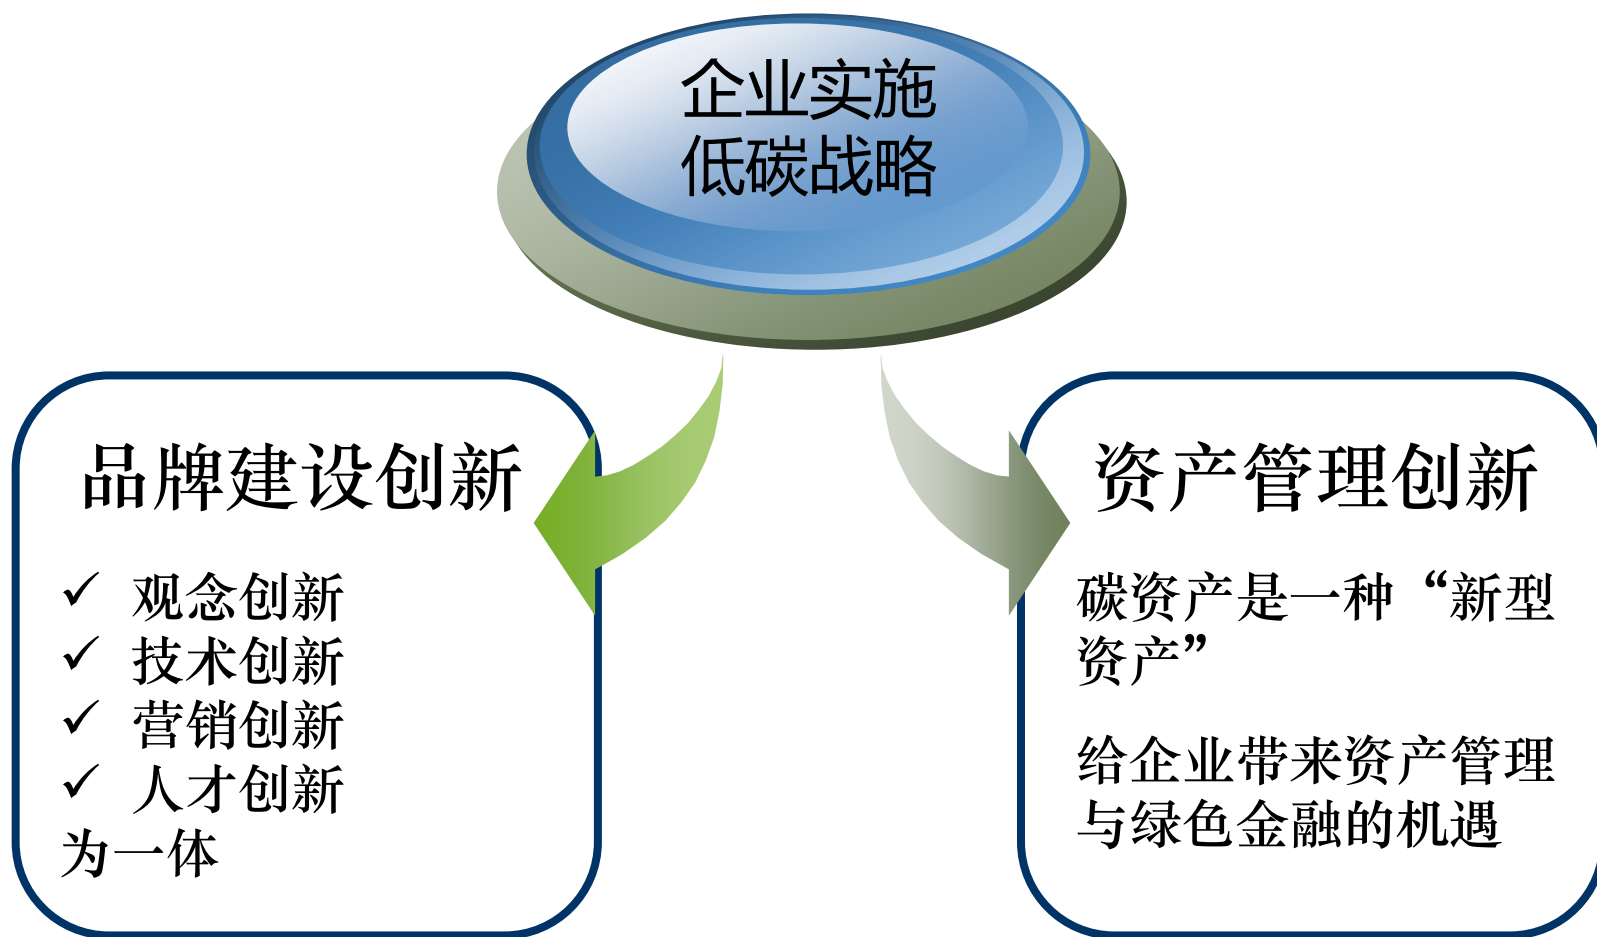 企业实施
低碳战略
品牌建设创新
✓ 观念创新
✓ 技术创新
✓ 营销创新
✓ 人才创新
为一体
资产管理创新
碳资产是一种“新型
资产”
给企业带来资产管理
与绿色金融的机遇